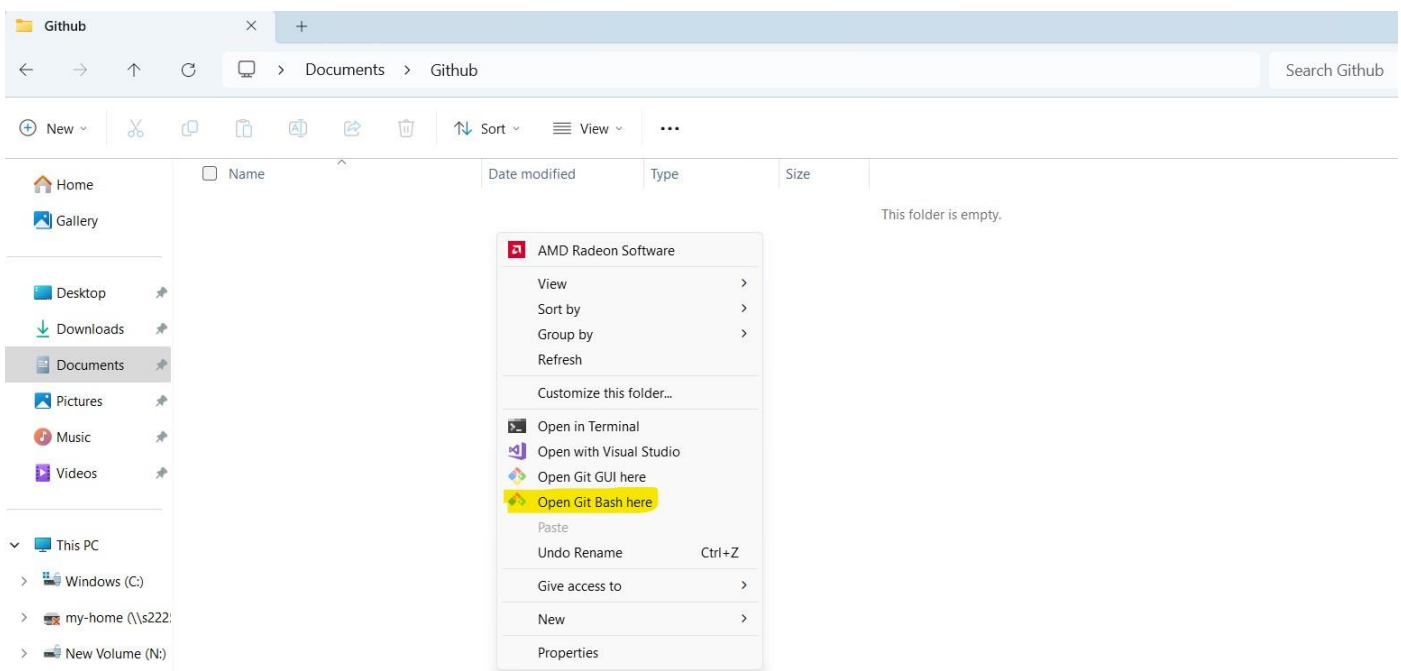 Github
Documents > Github
Search Github
New
Sort
View
Name
Date modified
Type
Size
This folder is empty.
Home
Gallery
Desktop
Downloads
Documents
Pictures
Music
Videos
This PC
Windows (C:)
my-home (\\s222
New Volume (N:)
AMD Radeon Software
View
Sort by
Group by
Refresh
Customize this folder...
Open in Terminal
Open with Visual Studio
Open Git GUI here
Open Git Bash here
Paste
Undo Rename Ctrl+Z
Give access to
New
Properties